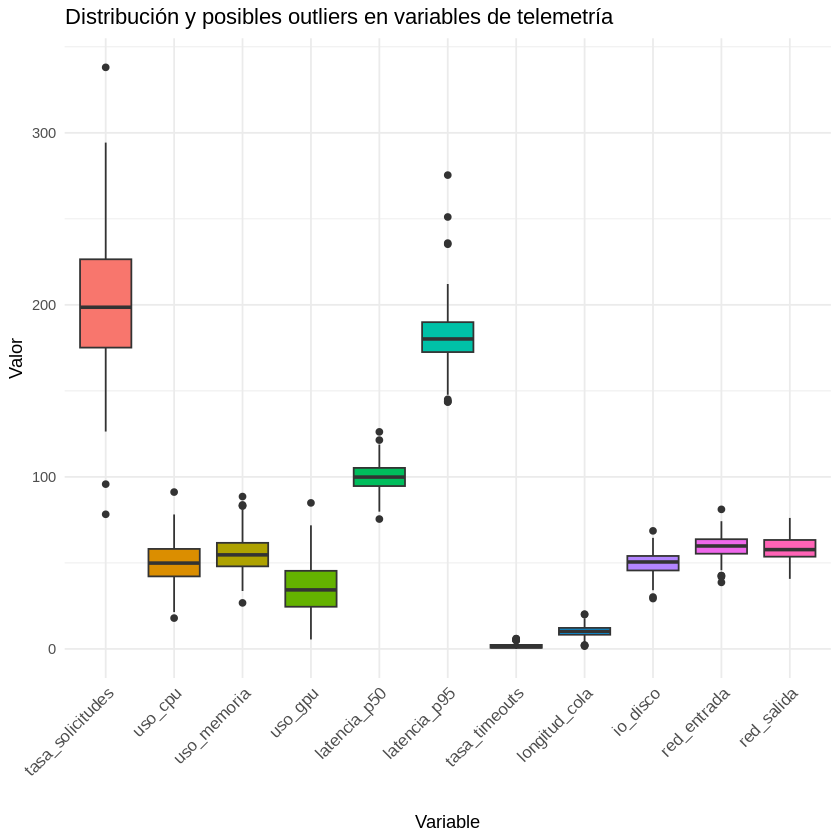 Distribución y posibles outliers en variables de telemetría
Valor
300
200
100
0
tasa_solicitudes
uso_cpu
uso_memoria
uso_gpu
latencia_p50
latencia_p95
tasa_timeouts
longitud_cola
io_disco
red_entrada
red_salida
Variable